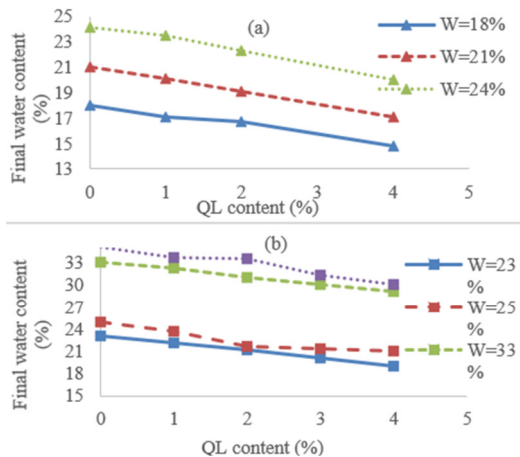 (a)
Final water content
(%)
25
23
21
19
17
15
13
0 1 2 3 4 5
QL content (%)
W=18%
W=21%
W=24%
(b)
Final water content
(%)
33
30
27
24
21
18
15
0 1 2 3 4 5
QL content (%)
W=23
%
W=25
%
W=33
%